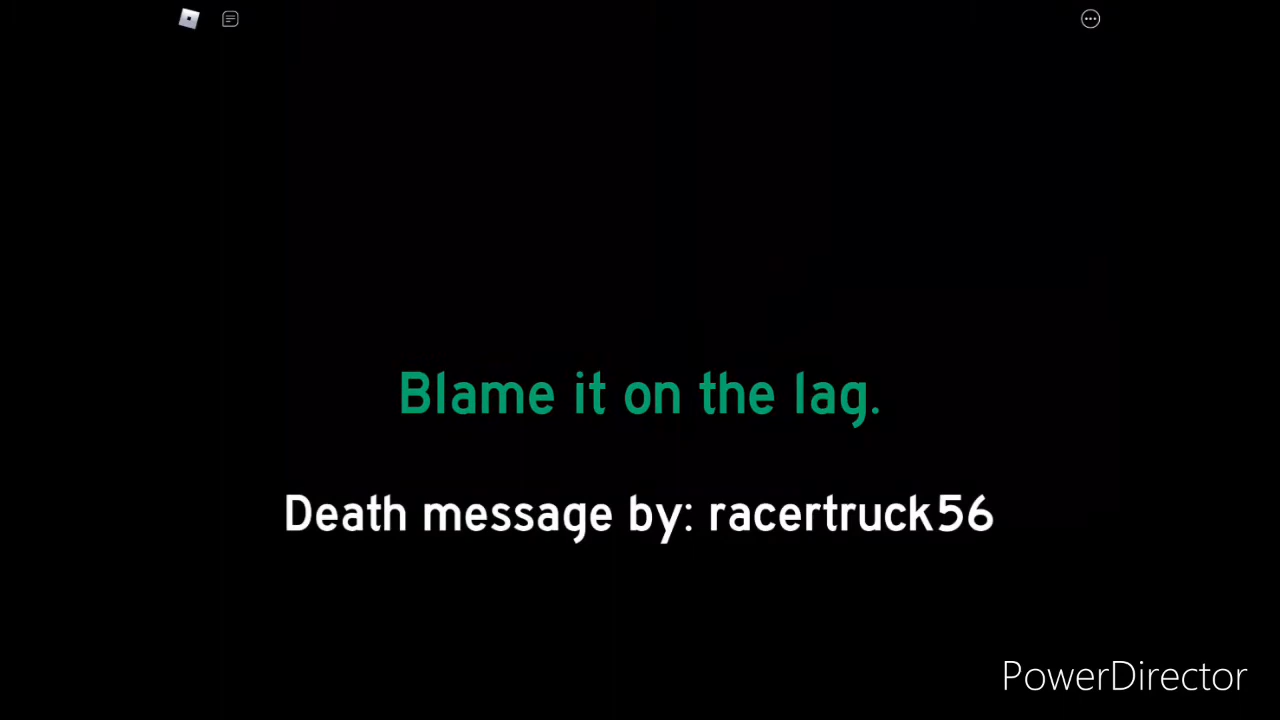 Blame it on the lag.
Death message by: racertruck56
PowerDirector